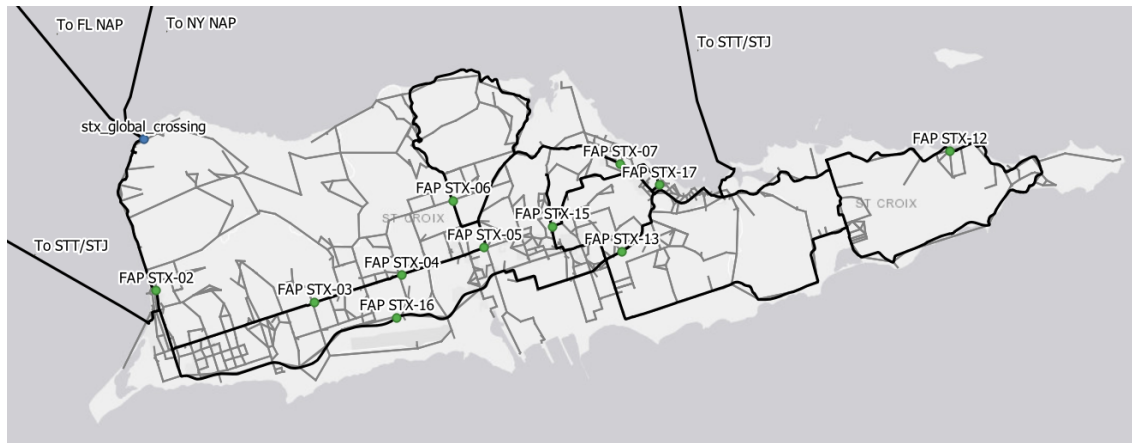 To FL NAP
To NY NAP
To STT/STJ
stx_global_crossing
FAP STX-12
FAP STX-07
FAP STX-17
FAP STX-06
ST CROIX
ST CROIX
FAP STX-15
FAP STX-05
FAP STX-13
To STT/STJ
FAP STX-04
FAP STX-02
FAP STX-03
FAP STX-16